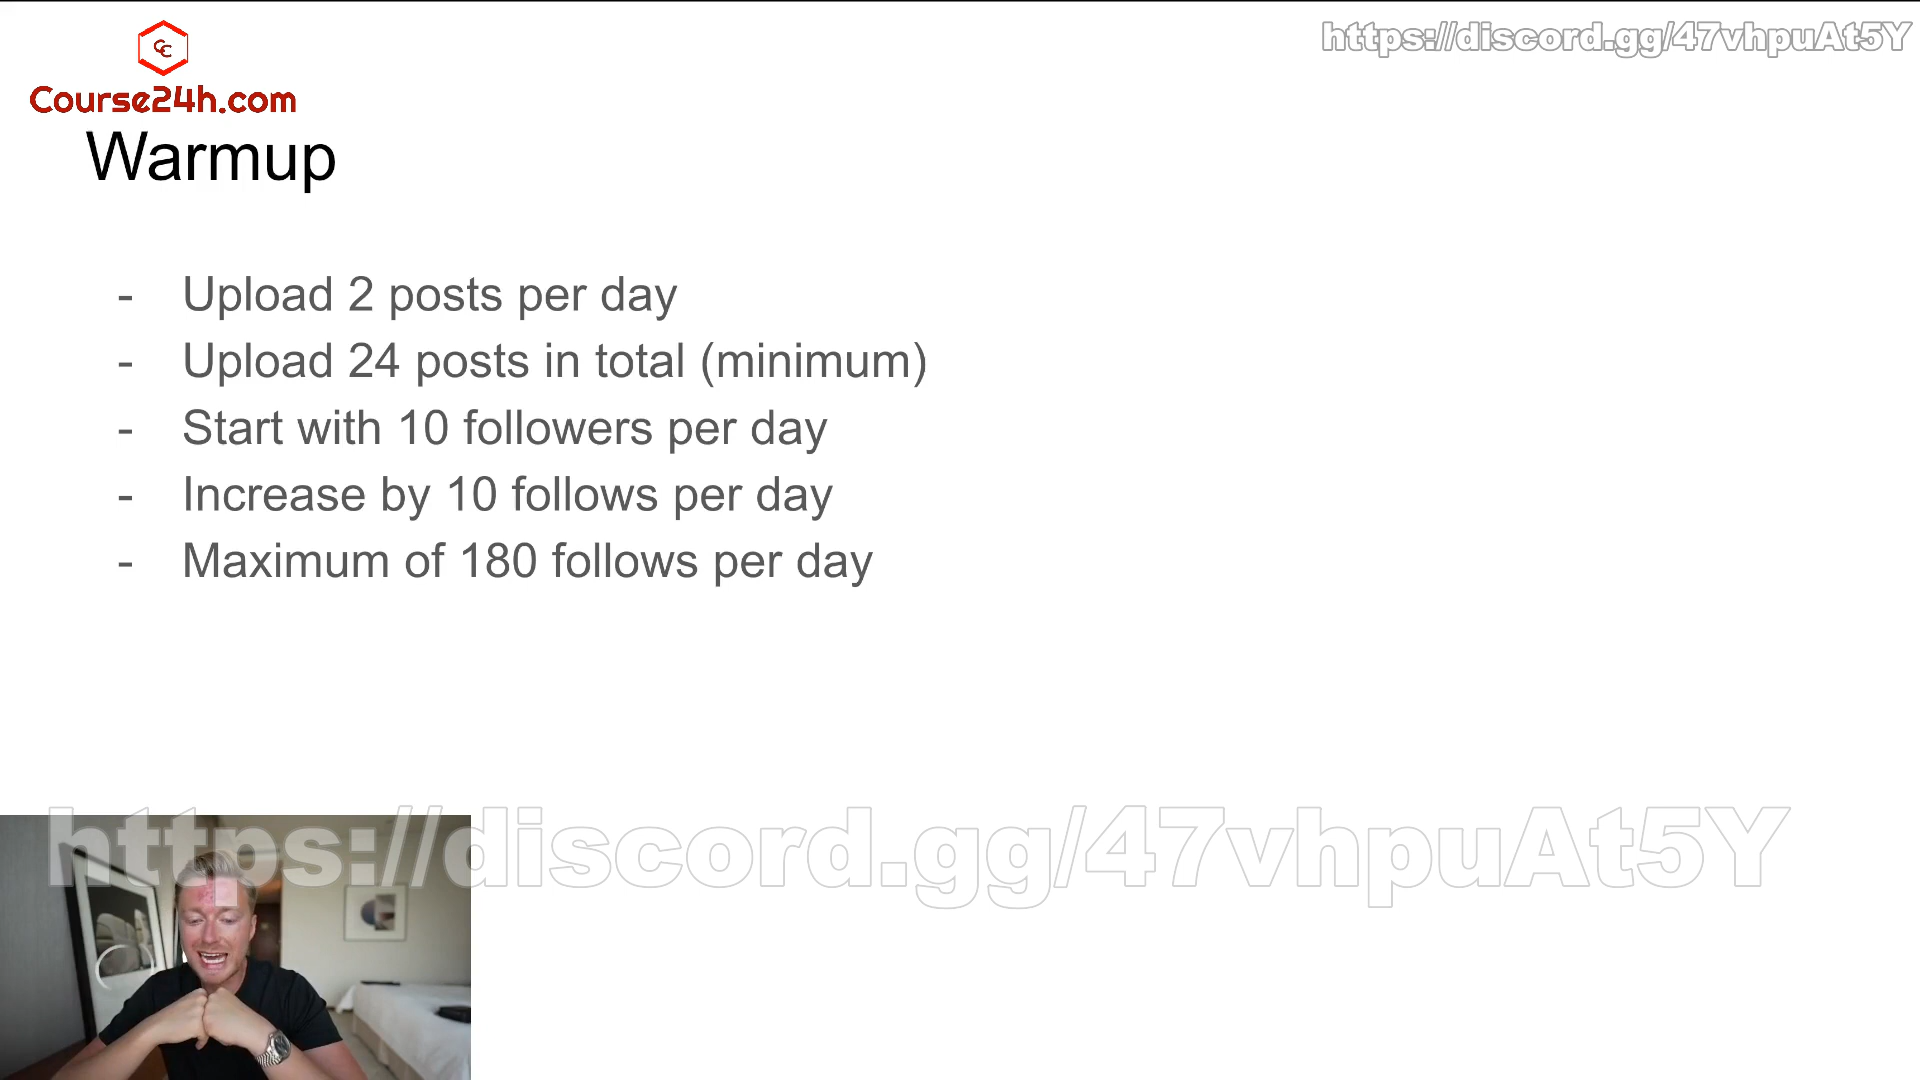 CC
Course24h.com
https://discord.gg/47vhpuAt5Y
Warmup
- Upload 2 posts per day
- Upload 24 posts in total (minimum)
- Start with 10 followers per day
- Increase by 10 follows per day
- Maximum of 180 follows per day
https://discord.gg/47vhpuAt5Y